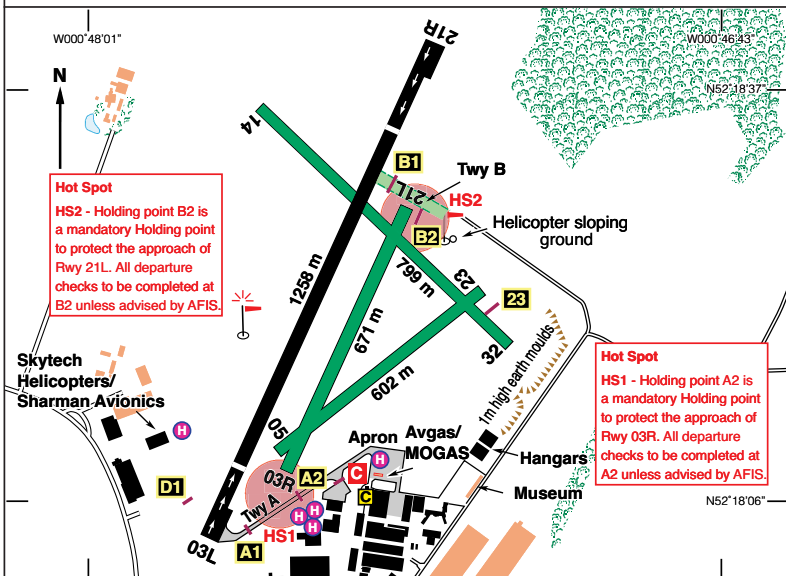 21R
W000°48'01"
W000°46'43"
N
N52°18'37"
14
B1
Twy B
21L
HS2
B2
Helicopter sloping
ground
Hot Spot
HS2 - Holding point B2 is
a mandatory Holding point
to protect the approach of
Rwy 21L. All departure
checks to be completed at
B2 unless advised by AFIS.
1258 m
799 m
23
23
671 m
602 m
32
1m high earth moulds
Hot Spot
HS1 - Holding point A2 is
a mandatory Holding point
to protect the approach of
Rwy 03R. All departure
checks to be completed at
A2 unless advised by AFIS.
Skytech
Helicopters/
Sharman Avionics
H
05
Apron
Avgas/
MOGAS
H
Hangars
03R
A2
C
C
Museum
D1
Twy A
H
H
H
HS1
A1
03L
N52°18'06"